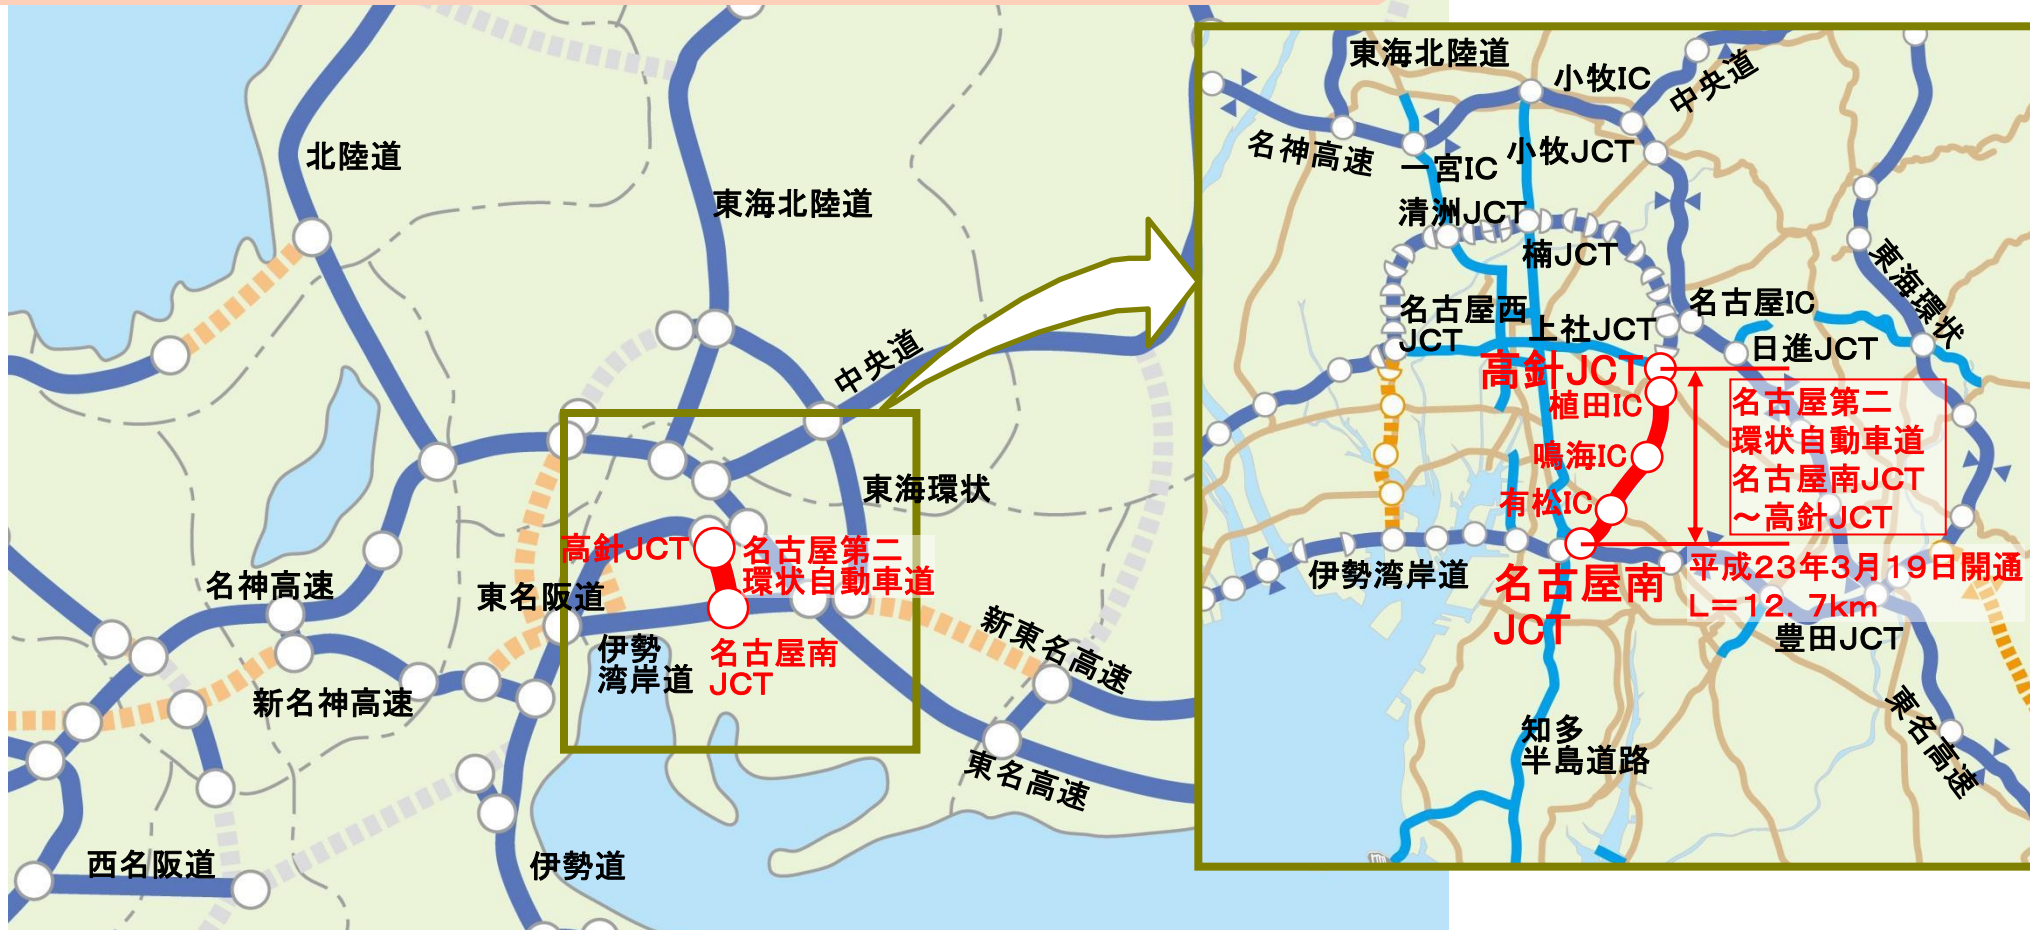 北陸道
東海北陸道
中央道
東海環状
高針JCT
名古屋第二
環状自動車道
名神高速
東名阪道
伊勢
湾岸道
名古屋南
JCT
新東名高速
新名神高速
東名高速
西名阪道
伊勢道
東海北陸道
小牧IC
中央道
名神高速
一宮IC
小牧JCT
清洲JCT
楠JCT
東海環状
名古屋西
JCT
上社JCT
名古屋IC
日進JCT
高針JCT
植田IC
鳴海IC
有松IC
名古屋第二
環状自動車道
名古屋南JCT
～高針JCT
伊勢湾岸道
名古屋南
JCT
平成23年3月19日開通
L=12.7km
豊田JCT
知多
半島道路
東名高速